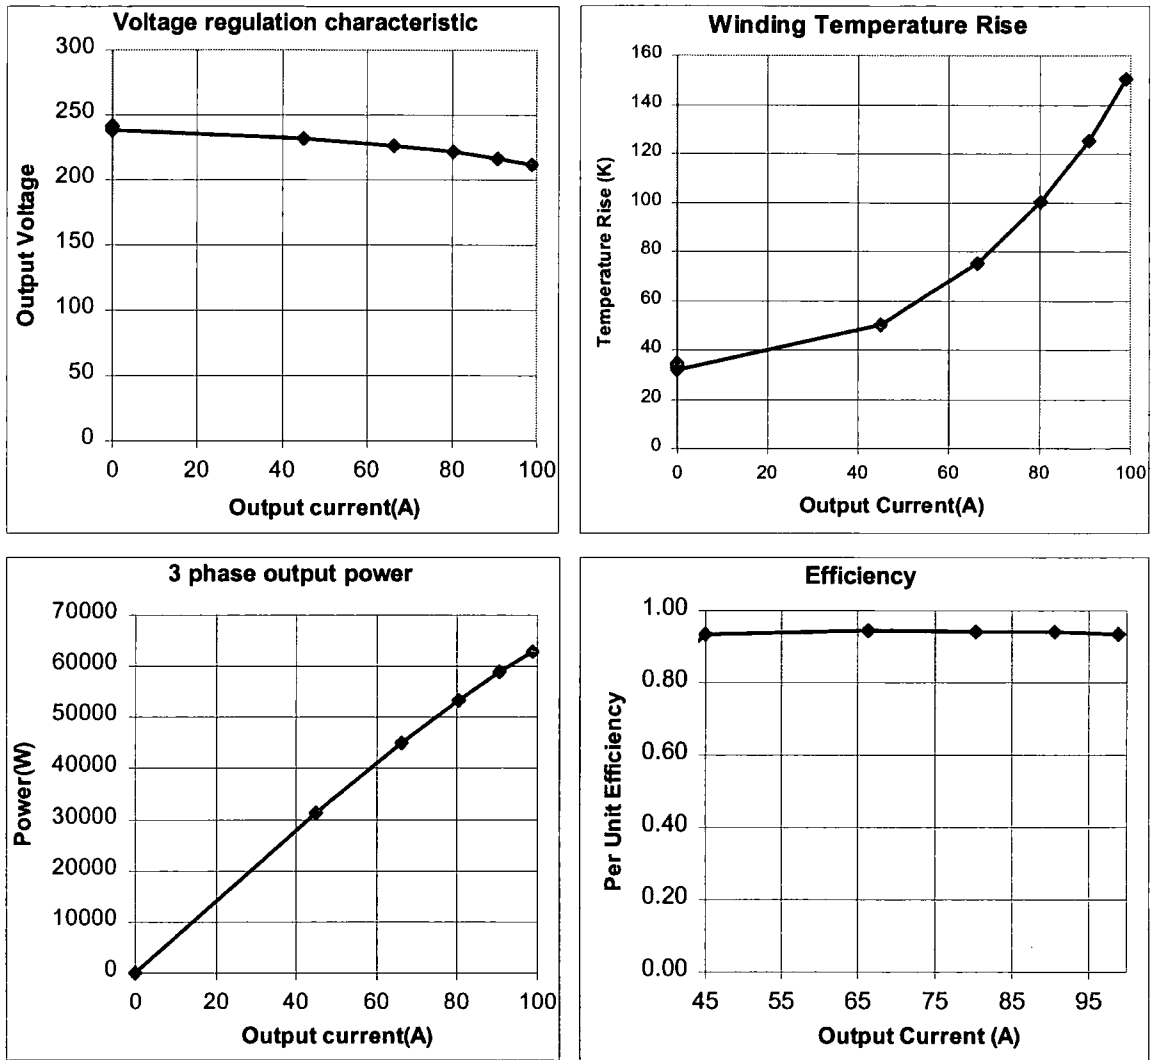 Voltage regulation characteristic
300
250
200
150
100
50
0
Output Voltage
0 20 40 60 80 100
Output current(A)
Winding Temperature Rise
160
140
120
100
80
60
40
20
0
Temperature Rise (K)
0 20 40 60 80 100
Output Current(A)
3 phase output power
70000
60000
50000
40000
30000
20000
10000
0
Power(W)
0 20 40 60 80 100
Output current(A)
Efficiency
1.00
0.80
0.60
0.40
0.20
0.00
Per Unit Efficiency
45 55 65 75 85 95
Output Current (A)